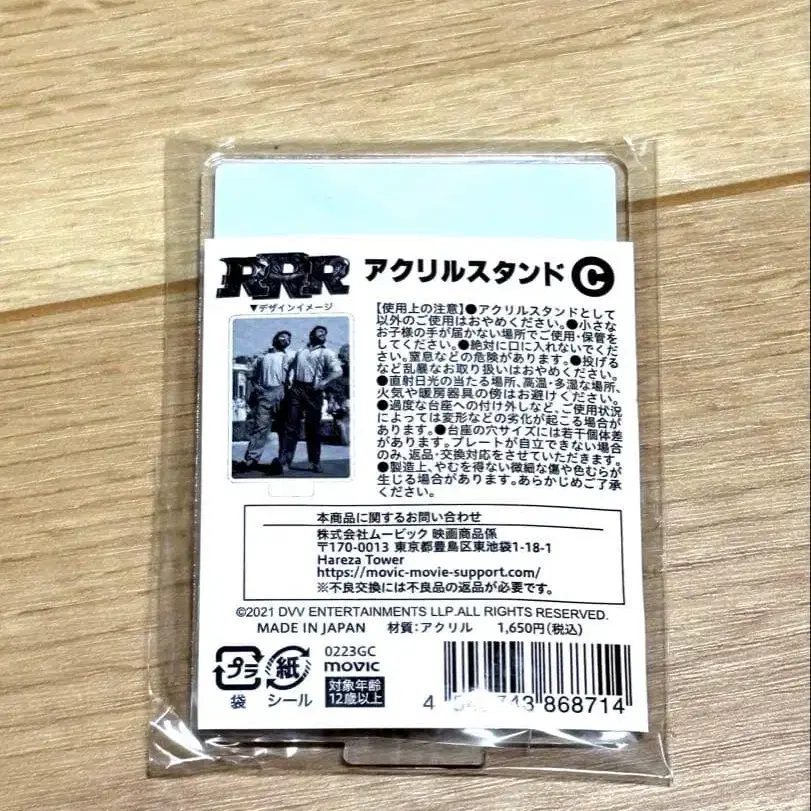 RRR アクリルスタンド C
▼デザインイメージ
【使用上の注意】●アクリルスタンドとして
以外のご使用はおやめください。●小さな
お子様の手が届かない場所でご使用・保管を
してください。●絶対に口に入れないでくだ
さい。窒息などの危険があります。●投げる
など乱暴なお取り扱いはおやめください。
●直射日光の当たる場所、高温・多湿な場所、
火気や暖房器具の傍はお避けください。
●過度な台座への付け外しなど、ご使用状況
によっては変形などの劣化が起こる場合が
あります。●台座の穴サイズには若干個体差
があります。プレートが自立できない場合
のみ、返品・交換対応をさせていただきます。
●製造上、やむを得ない微細な傷や色むらが
生じる場合があります。あらかじめご了承
ください。
本商品に関するお問い合わせ
株式会社ムービック 映画商品係
〒170-0013 東京都豊島区東池袋1-18-1
Hareza Tower
https://movic-movie-support.com/
※不良交換には不良品の返品が必要です。
©2021 DVV ENTERTAINMENTS LLP.ALL RIGHTS RESERVED.
MADE IN JAPAN 材質：アクリル 1,650円(税込)
プラ 紙 0223GC
movic
袋 シール 対象年齢
12歳以上
868714